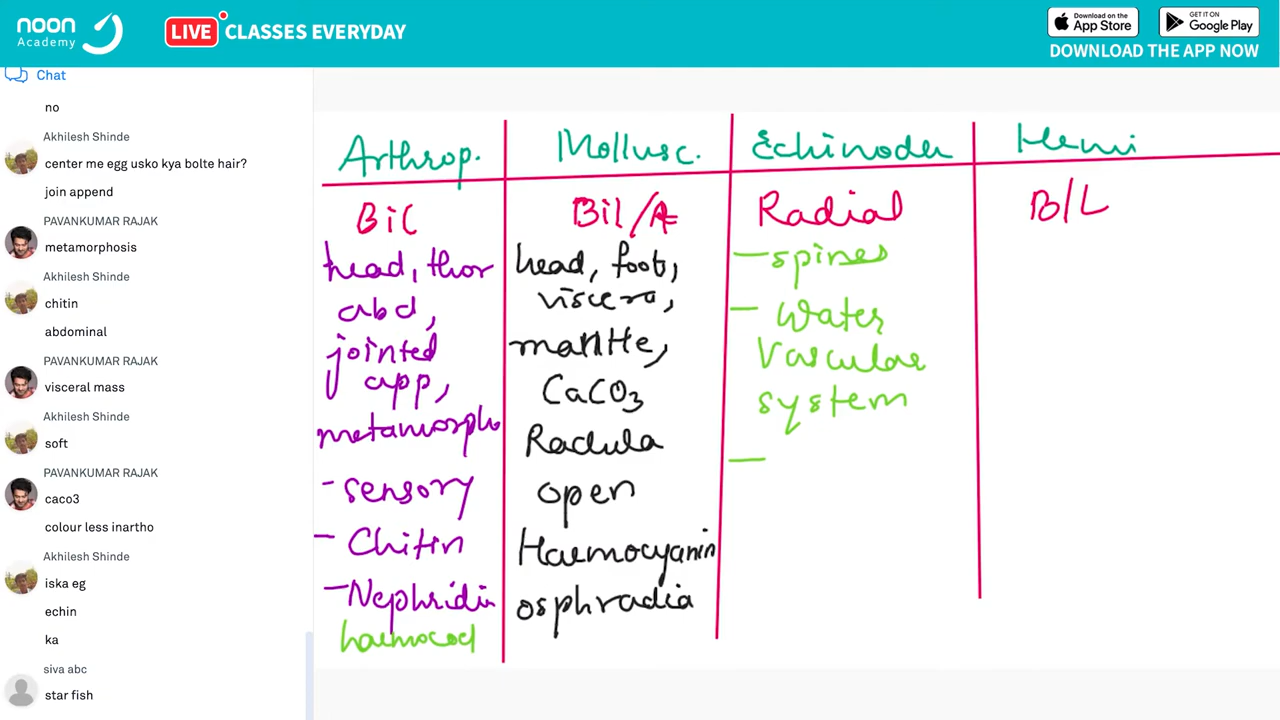 noon
Academy
LIVE CLASSES EVERYDAY
Download on the
App Store
GET IT ON
Google Play
DOWNLOAD THE APP NOW
Chat
no
Akhilesh Shinde
center me egg usko kya bolte hair?
join append
PAVANKUMAR RAJAK
metamorphosis
Akhilesh Shinde
chitin
abdominal
PAVANKUMAR RAJAK
visceral mass
Akhilesh Shinde
soft
PAVANKUMAR RAJAK
caco3
colour less inartho
Akhilesh Shinde
iska eg
echin
ka
siva abc
star fish
Arthrop.
Bil
head, thor
abd,
jointed
app,
metamorpho
- sensory
- Chitin
- Nephridia
haemocoel
Mollusc.
Bil/A
head, foot,
viscera,
mantle,
CaCO3
Radula
open
Haemocyanin
osphradia
Echinoder
Radial
- spines
- Water
Vascular
system
-
Hemi
B/L